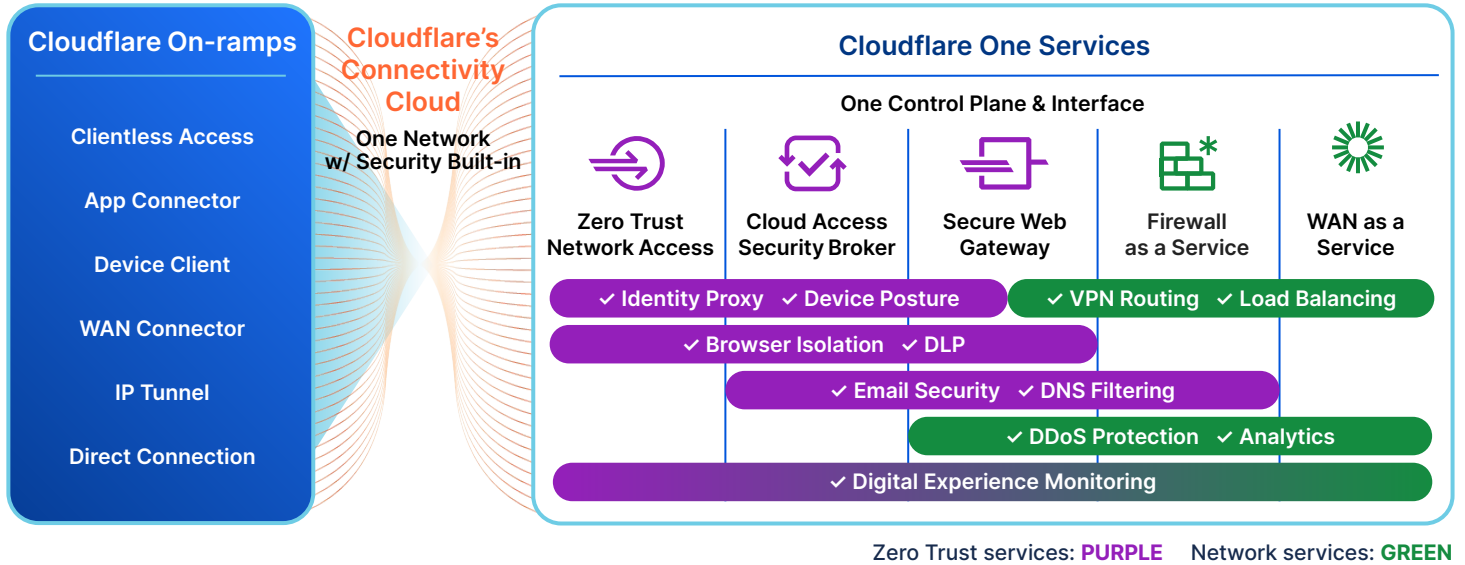 Cloudflare On-ramps
Clientless Access
App Connector
Device Client
WAN Connector
IP Tunnel
Direct Connection
Cloudflare’s
Connectivity
Cloud
One Network
w/ Security Built-in
Cloudflare One Services
One Control Plane & Interface
Zero Trust
Network Access
Cloud Access
Security Broker
Secure Web
Gateway
Firewall
as a Service
WAN as a
Service
✓ Identity Proxy ✓ Device Posture
✓ VPN Routing ✓ Load Balancing
✓ Browser Isolation ✓ DLP
✓ Email Security ✓ DNS Filtering
✓ DDoS Protection ✓ Analytics
✓ Digital Experience Monitoring
Zero Trust services: PURPLE Network services: GREEN